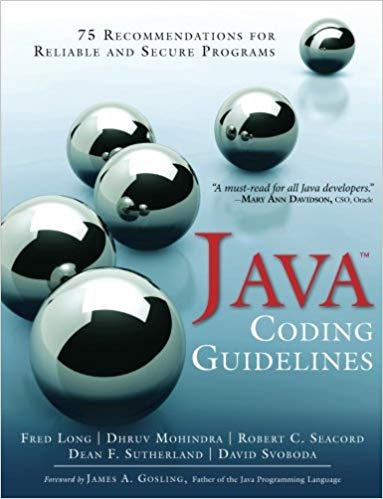 75 Recommendations for
Reliable and Secure Programs
"A must-read for all Java developers."
—Mary Ann Davidson, CSO, Oracle
Java™
Coding
Guidelines
Fred Long | Dhruv Mohindra | Robert C. Seacord
Dean F. Sutherland | David Svoboda
Foreword by James A. Gosling, Father of the Java Programming Language